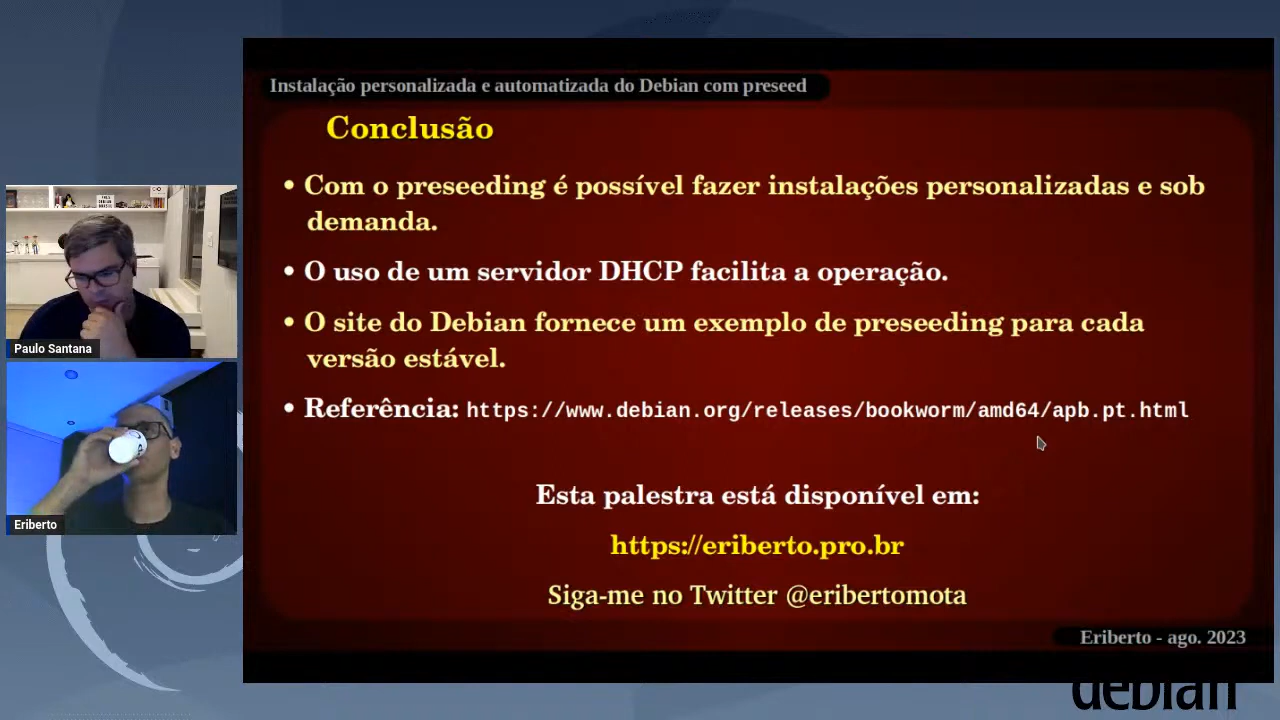 Instalação personalizada e automatizada do Debian com preseed
Conclusão
• Com o preseeding é possível fazer instalações personalizadas e sob
demanda.
• O uso de um servidor DHCP facilita a operação.
• O site do Debian fornece um exemplo de preseeding para cada
versão estável.
• Referência: https://www.debian.org/releases/bookworm/amd64/apb.pt.html
Esta palestra está disponível em:
https://eriberto.pro.br
Siga-me no Twitter @eribertomota
Eriberto - ago. 2023
Paulo Santana
Eriberto
debian